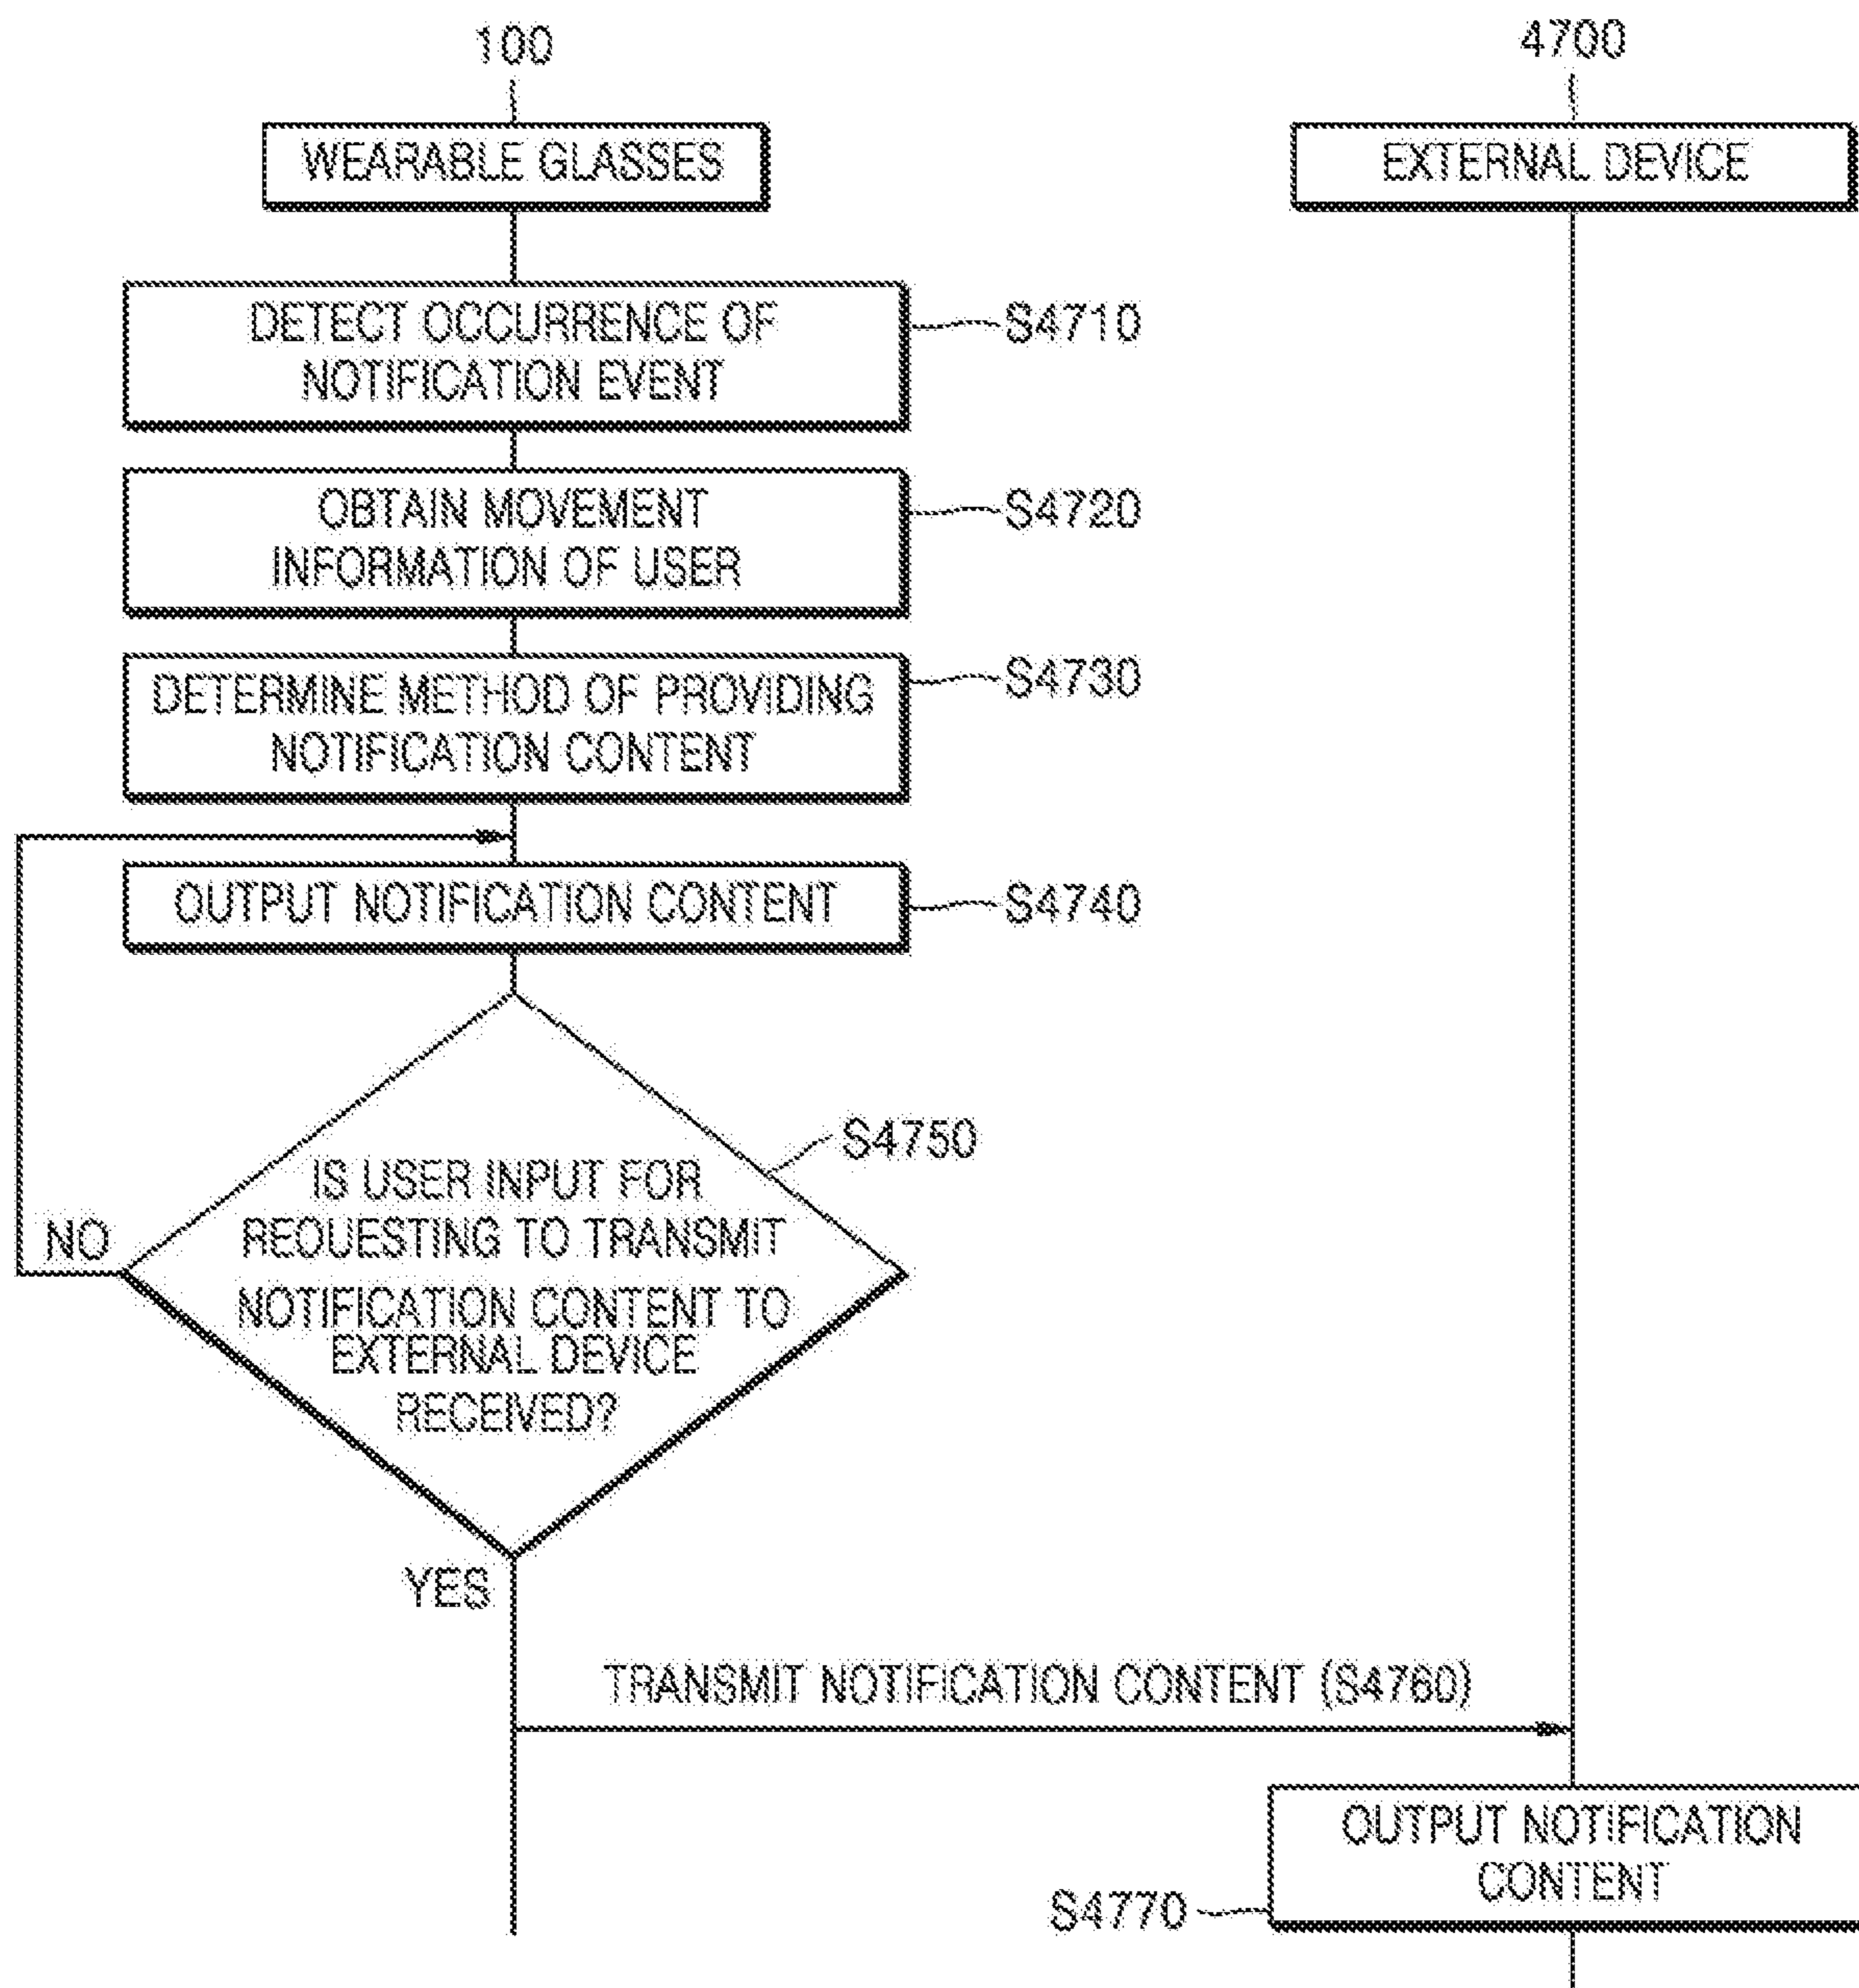 100
4700
WEARABLE GLASSES
EXTERNAL DEVICE
DETECT OCCURRENCE OF
NOTIFICATION EVENT
S4710
OBTAIN MOVEMENT
INFORMATION OF USER
S4720
DETERMINE METHOD OF PROVIDING
NOTIFICATION CONTENT
S4730
OUTPUT NOTIFICATION CONTENT
S4740
S4750
IS USER INPUT FOR
REQUESTING TO TRANSMIT
NOTIFICATION CONTENT TO
EXTERNAL DEVICE
RECEIVED?
NO
YES
TRANSMIT NOTIFICATION CONTENT (S4760)
OUTPUT NOTIFICATION
CONTENT
S4770